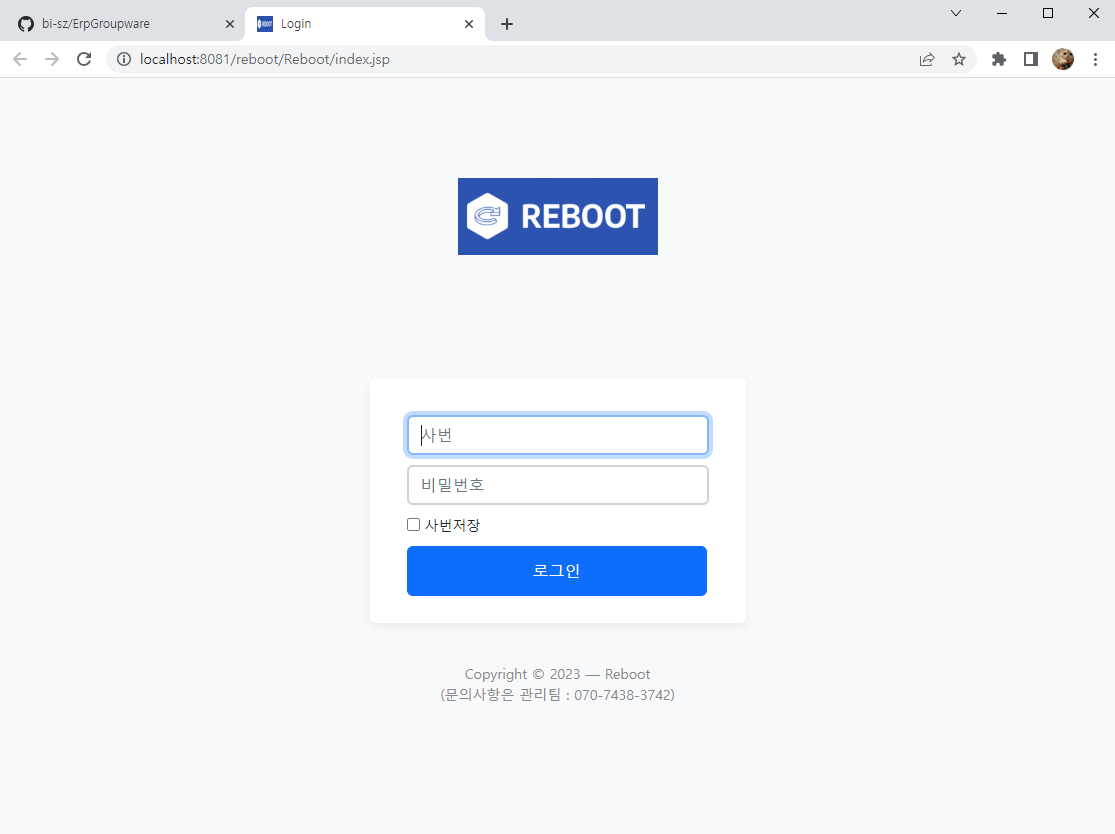 bi-sz/ErpGroupware
Login
localhost:8081/reboot/Reboot/index.jsp
REBOOT
사번
비밀번호
사번저장
로그인
Copyright © 2023 — Reboot
(문의사항은 관리팀 : 070-7438-3742)